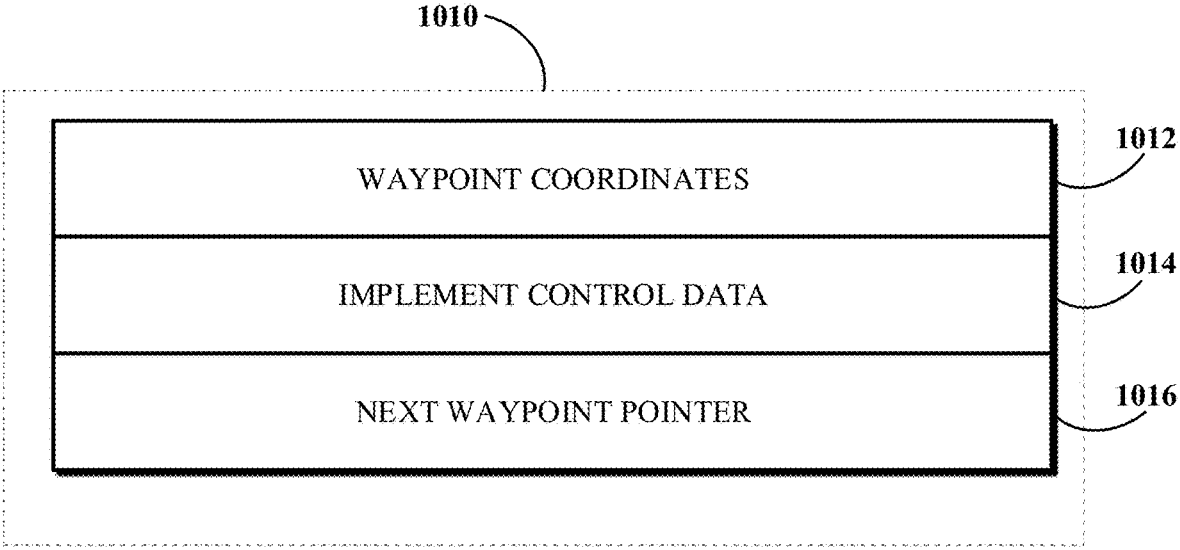 1010
1012
WAYPOINT COORDINATES
1014
IMPLEMENT CONTROL DATA
1016
NEXT WAYPOINT POINTER